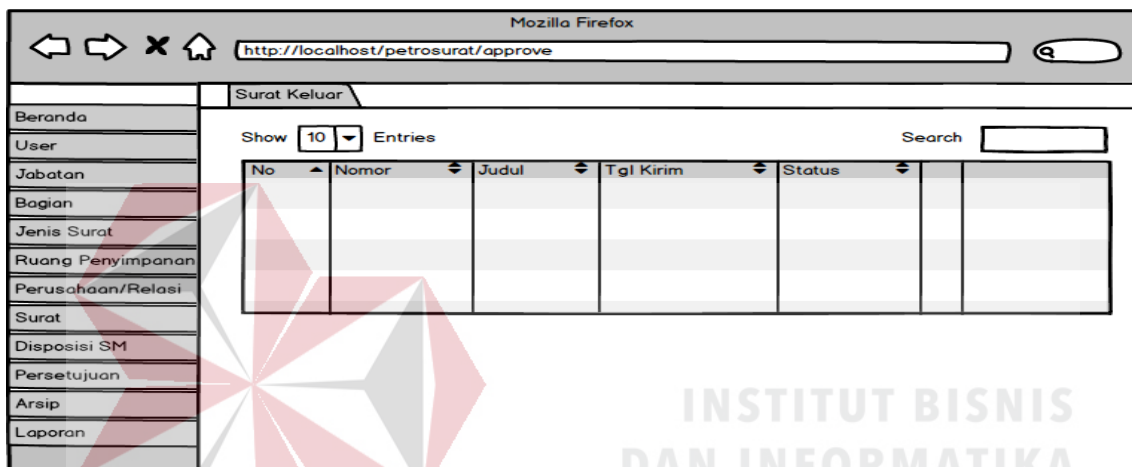 Mozilla Firefox
http://localhost/petrosurat/approve
Surat Keluar
Beranda
User
Jabatan
Bagian
Jenis Surat
Ruang Penyimpanan
Perusahaan/Relasi
Surat
Disposisi SM
Persetujuan
Arsip
Laporan
Show 10 Entries Search
No Nomor Judul Tgl Kirim Status
INSTITUT BISNIS
DAN INFORMATIKA